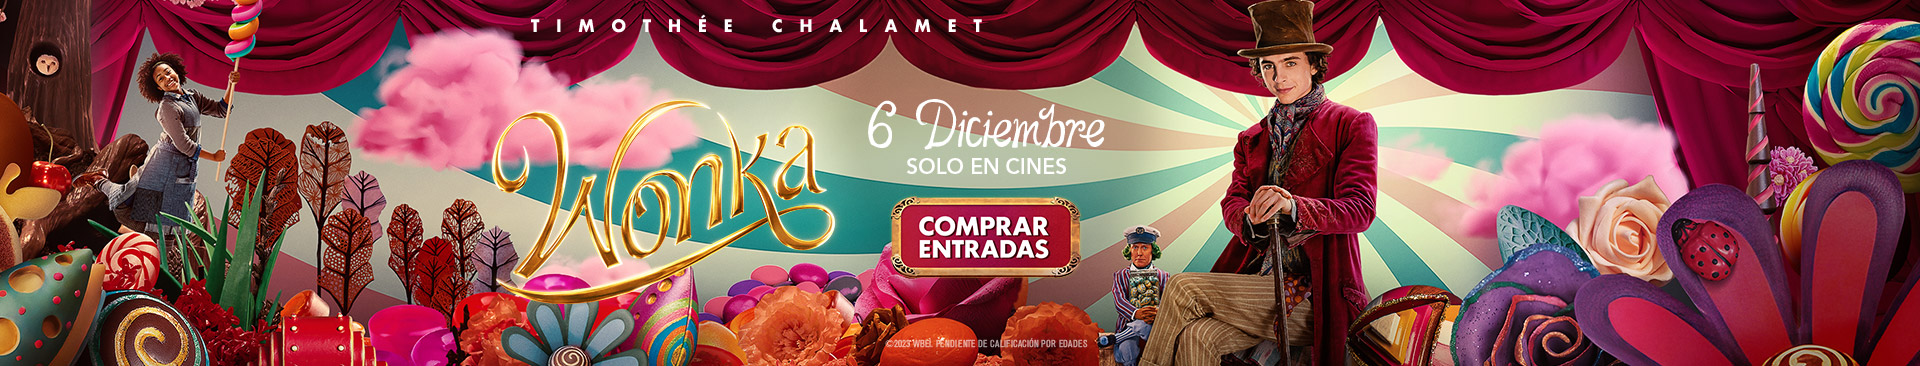 TIMOTHÉE CHALAMET
Wonka
6 Diciembre
SOLO EN CINES
COMPRAR
ENTRADAS
©2023 WBEI. PENDIENTE DE CALIFICACIÓN POR EDADES